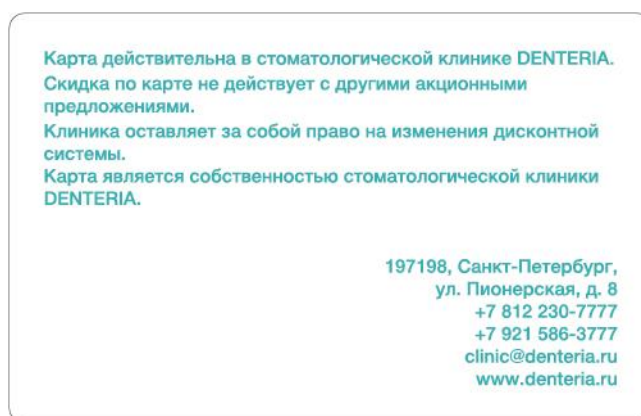 Карта действительна в стоматологической клинике DENTERIA.
Скидка по карте не действует с другими акционными
предложениями.
Клиника оставляет за собой право на изменения дисконтной
системы.
Карта является собственностью стоматологической клиники
DENTERIA.
197198, Санкт-Петербург,
ул. Пионерская, д. 8
+7 812 230-7777
+7 921 586-3777
clinic@denteria.ru
www.denteria.ru